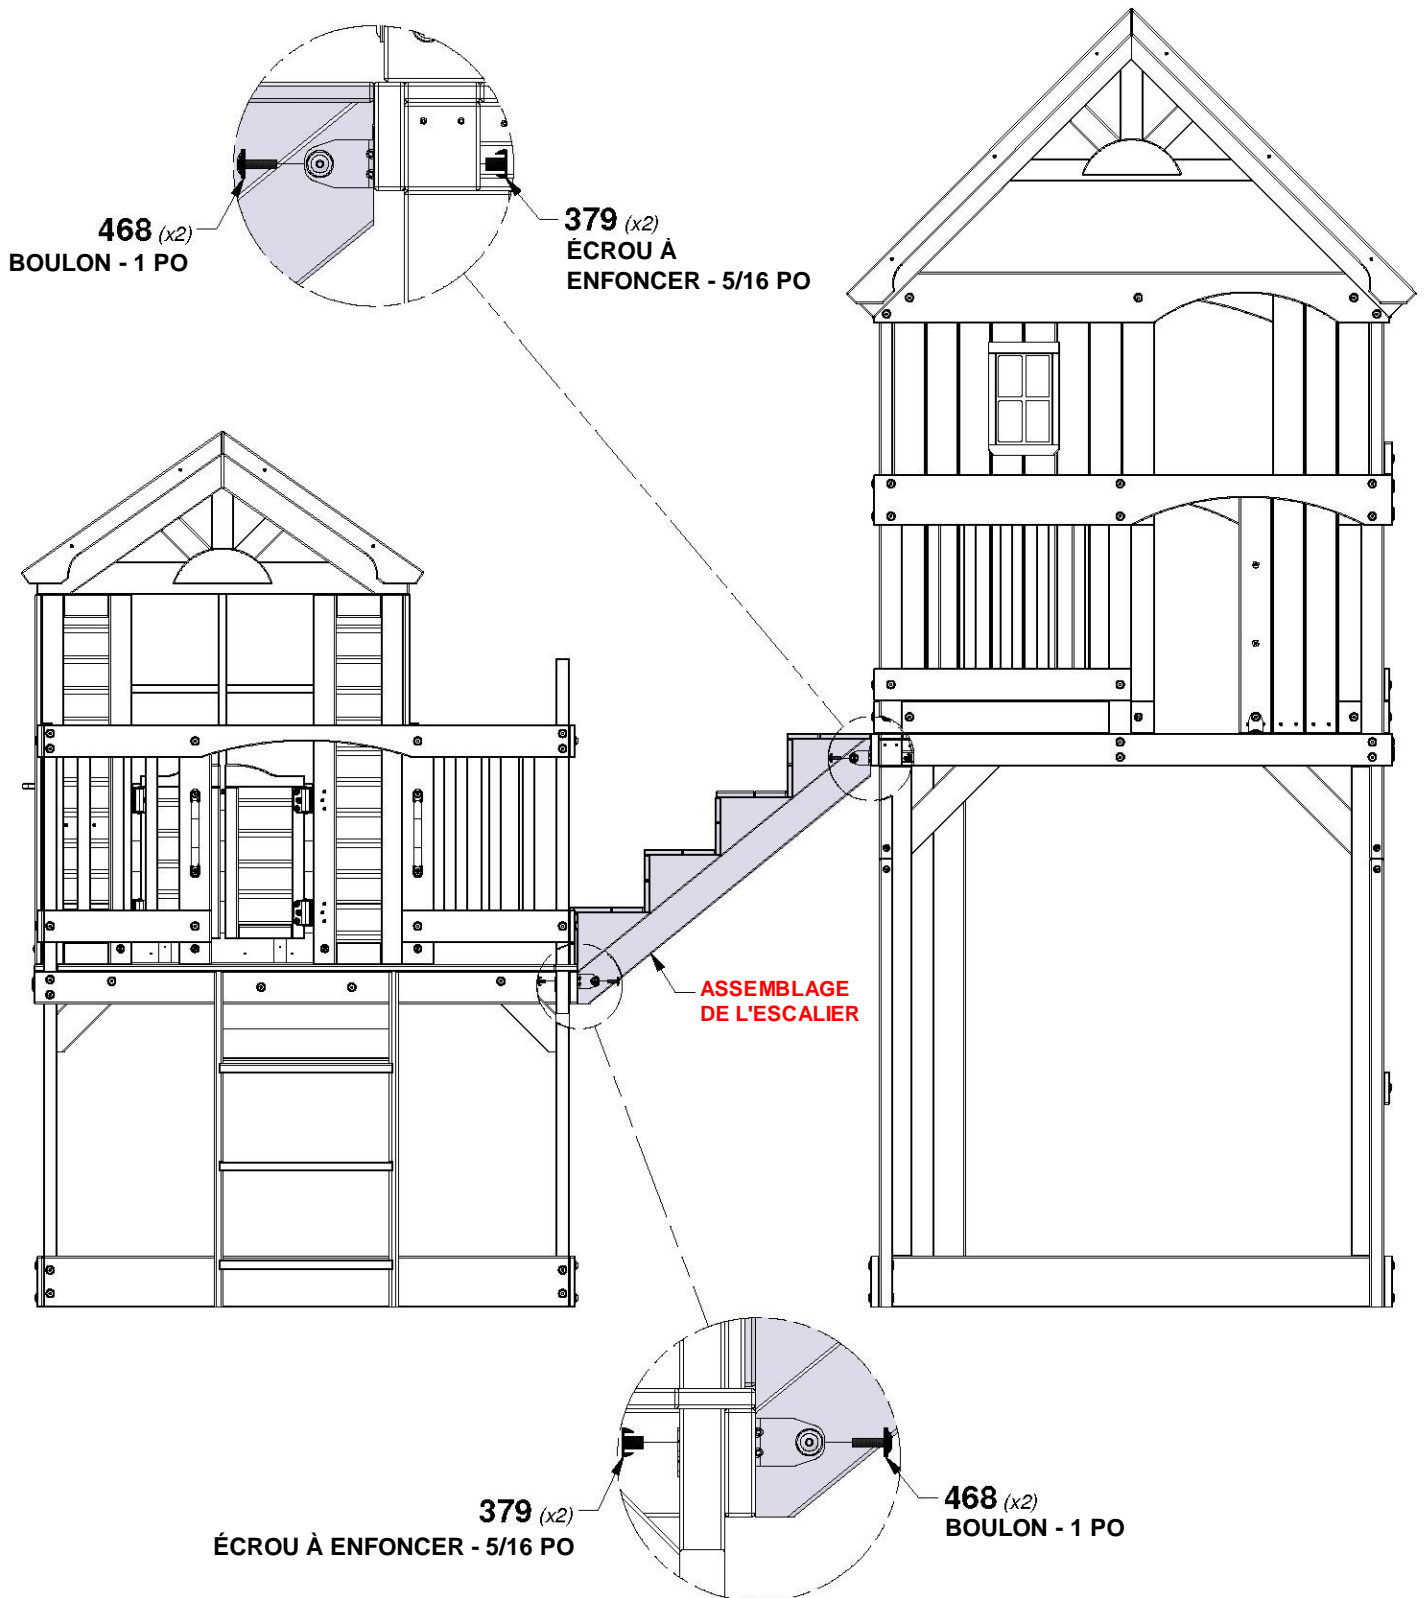 468 (x2)
BOULON - 1 PO
379 (x2)
ÉCROU À
ENFONCER - 5/16 PO
ASSEMBLAGE
DE L'ESCALIER
379 (x2)
ÉCROU À ENFONCER - 5/16 PO
468 (x2)
BOULON - 1 PO